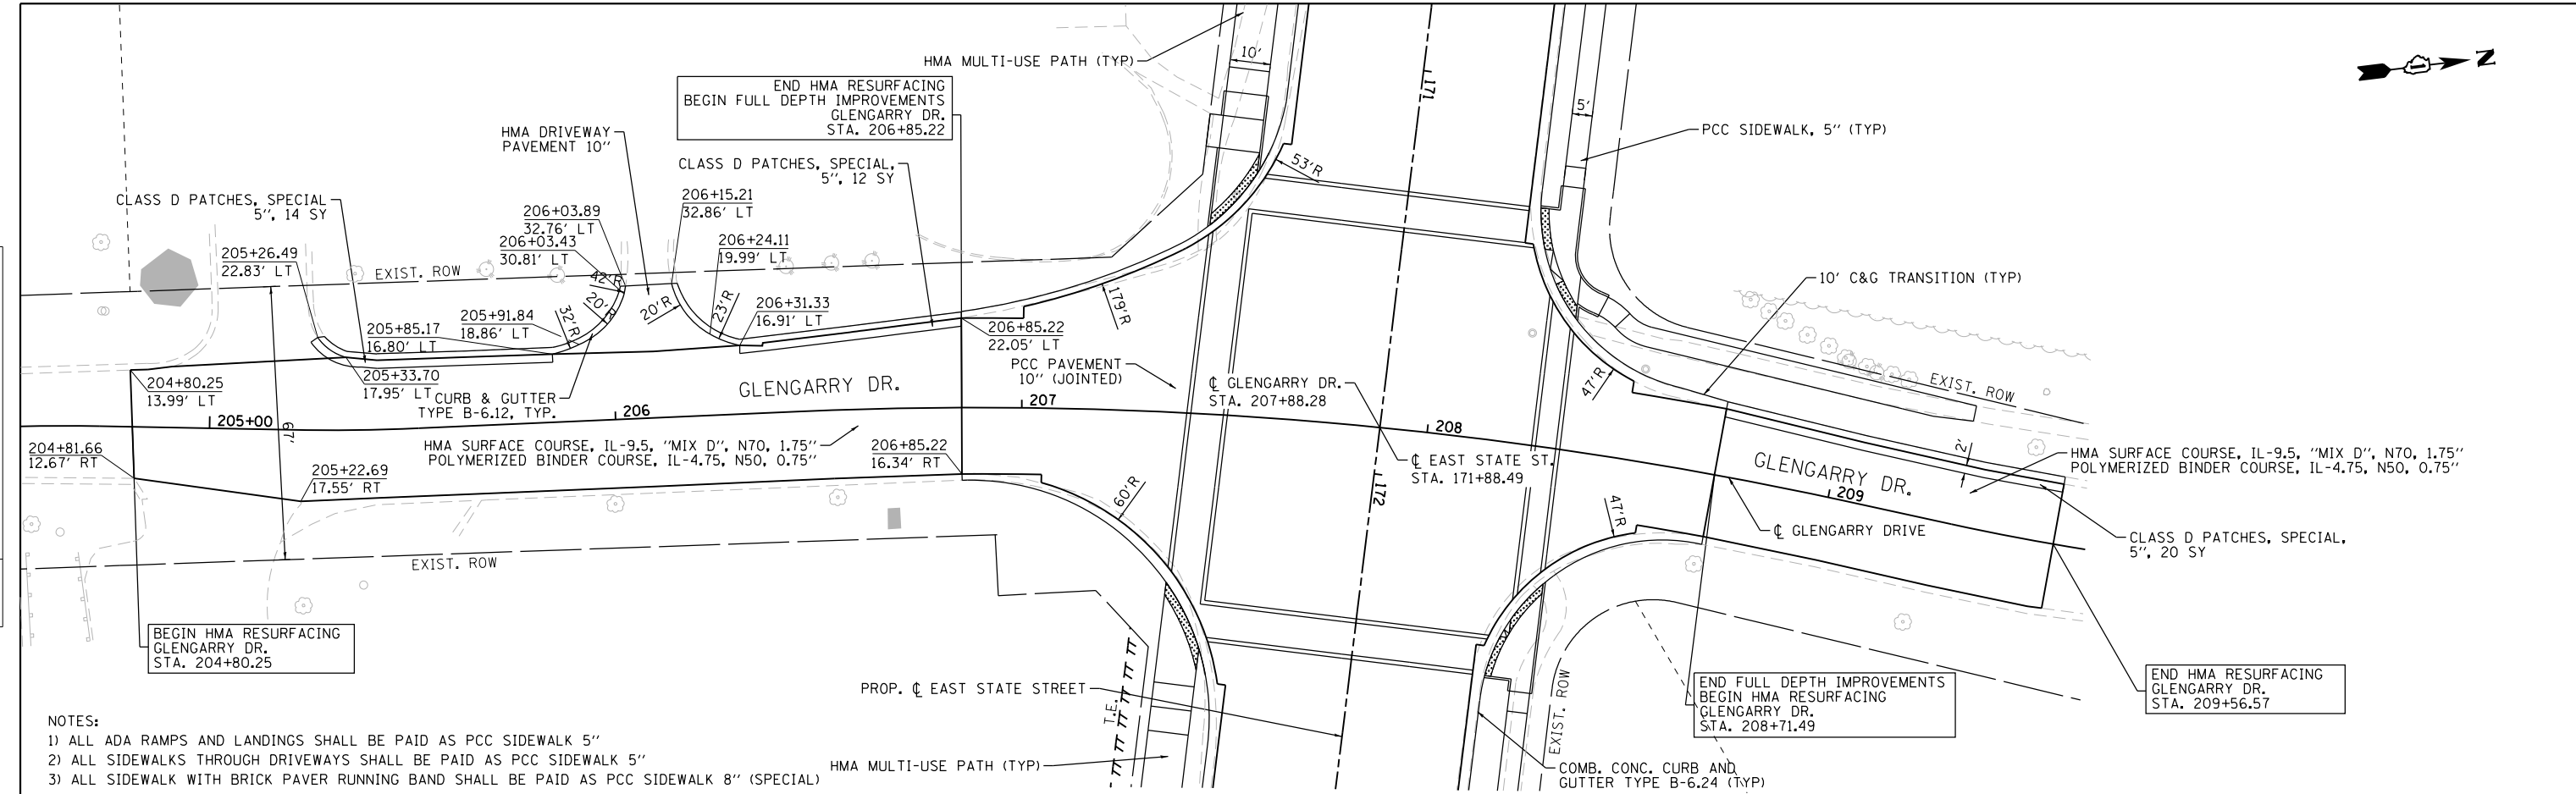 HMA MULTI-USE PATH (TYP)
10'
171
5'
N
END HMA RESURFACING
BEGIN FULL DEPTH IMPROVEMENTS
GLENGARRY DR.
STA. 206+85.22
HMA DRIVEWAY
PAVEMENT 10"
CLASS D PATCHES, SPECIAL,
5", 12 SY
53'R
PCC SIDEWALK, 5" (TYP)
CLASS D PATCHES, SPECIAL
5", 14 SY
206+15.21
32.86' LT
206+03.89
32.76' LT
206+03.43
30.81' LT
206+24.11
19.99' LT
205+26.49
22.83' LT
EXIST. ROW
42'R
20'R
32'R
20'R
23'R
206+31.33
16.91' LT
205+91.84
18.86' LT
205+85.17
16.80' LT
206+85.22
22.05' LT
179'R
10' C&G TRANSITION (TYP)
PCC PAVEMENT
10" (JOINTED)
204+80.25
13.99' LT
205+33.70
17.95' LT
CURB & GUTTER
TYPE B-6.12, TYP.
GLENGARRY DR.
℄ GLENGARRY DR.
STA. 207+88.28
47'R
EXIST. ROW
205+00
206
207
208
67'
204+81.66
12.67' RT
205+22.69
17.55' RT
HMA SURFACE COURSE, IL-9.5, "MIX D", N70, 1.75"
POLYMERIZED BINDER COURSE, IL-4.75, N50, 0.75"
206+85.22
16.34' RT
℄ EAST STATE ST.
STA. 171+88.49
172
60'R
47'R
GLENGARRY DR.
2'
209
HMA SURFACE COURSE, IL-9.5, "MIX D", N70, 1.75"
POLYMERIZED BINDER COURSE, IL-4.75, N50, 0.75"
℄ GLENGARRY DRIVE
CLASS D PATCHES, SPECIAL,
5", 20 SY
EXIST. ROW
BEGIN HMA RESURFACING
GLENGARRY DR.
STA. 204+80.25
PROP. ℄ EAST STATE STREET
T.E.
EXIST. ROW
END FULL DEPTH IMPROVEMENTS
BEGIN HMA RESURFACING
GLENGARRY DR.
STA. 208+71.49
END HMA RESURFACING
GLENGARRY DR.
STA. 209+56.57
HMA MULTI-USE PATH (TYP)
COMB. CONC. CURB AND
GUTTER TYPE B-6.24 (TYP)
NOTES:
1) ALL ADA RAMPS AND LANDINGS SHALL BE PAID AS PCC SIDEWALK 5"
2) ALL SIDEWALKS THROUGH DRIVEWAYS SHALL BE PAID AS PCC SIDEWALK 5"
3) ALL SIDEWALK WITH BRICK PAVER RUNNING BAND SHALL BE PAID AS PCC SIDEWALK 8" (SPECIAL)